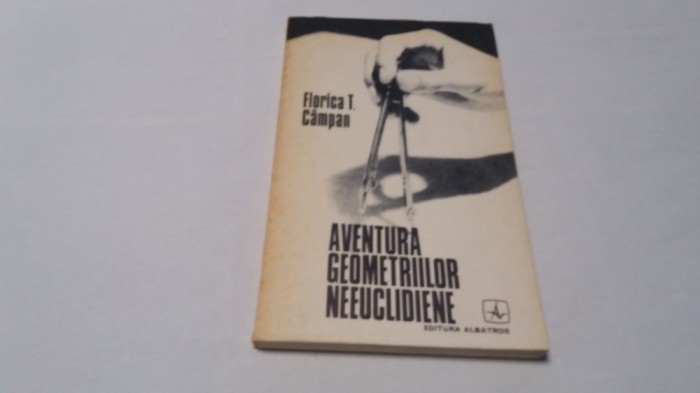 Florica T.
Câmpan
AVENTURA
GEOMETRIILOR
NEEUCLIDIENE
EDITURA ALBATROS